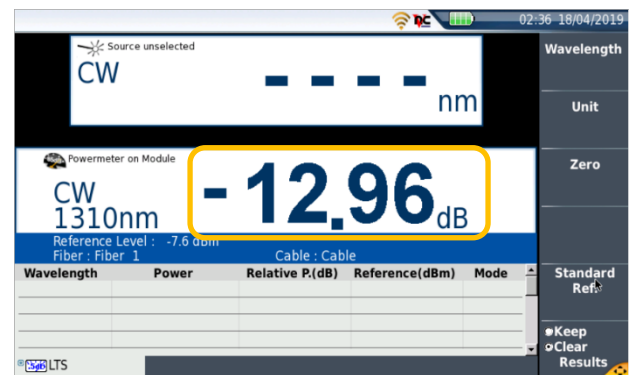 02:36 18/04/2019
Source unselected
CW
- - - -
nm
Wavelength
Unit
Powermeter on Module
CW
1310nm
-12.96 dB
Zero
Reference Level : -7.6 dBm
Fiber : Fiber 1 Cable : Cable
Wavelength Power Relative P.(dB) Reference(dBm) Mode
Standard
Ref.
Keep
Clear
Results
LTS